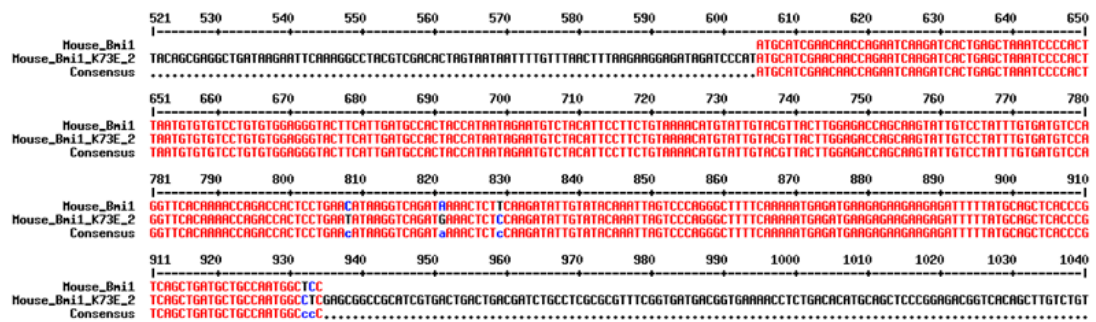 521 530 540 550 560 570 580 590 600 610 620 630 640 650
|---------+---------+---------+---------+---------+---------+---------+---------+---------+---------+---------+---------+---------|
Mouse_Bmi1 ATGCATCGAACAACCAGAATCAAGATCACTGAGCTAAATCCCCACT
Mouse_Bmi1_K73E_2 TACAGCGAGGCTGATAAGAATTCAAAGGCCTACGTCGACACTAGTAATAATTTTGTTTAACTTTAAGAAGGAGATAGATCCCATATGCATCGAACAACCAGAATCAAGATCACTGAGCTAAATCCCCACT
Consensus ....................................................................................ATGCATCGAACAACCAGAATCAAGATCACTGAGCTAAATCCCCACT
651 660 670 680 690 700 710 720 730 740 750 760 770 780
|---------+---------+---------+---------+---------+---------+---------+---------+---------+---------+---------+---------+---------|
Mouse_Bmi1 TAATGTGTGTCCTGTGTGGAGGGTACTTCATTGATGCCACTACCATAATAGAATGTCTACATTCCTTCTGTAAAACATGTATTGTACGTTACTTGGAGACCAGCAAGTATTGTCCTATTTGTGATGTCCA
Mouse_Bmi1_K73E_2 TAATGTGTGTCCTGTGTGGAGGGTACTTCATTGATGCCACTACCATAATAGAATGTCTACATTCCTTCTGTAAAACATGTATTGTACGTTACTTGGAGACCAGCAAGTATTGTCCTATTTGTGATGTCCA
Consensus TAATGTGTGTCCTGTGTGGAGGGTACTTCATTGATGCCACTACCATAATAGAATGTCTACATTCCTTCTGTAAAACATGTATTGTACGTTACTTGGAGACCAGCAAGTATTGTCCTATTTGTGATGTCCA
781 790 800 810 820 830 840 850 860 870 880 890 900 910
|---------+---------+---------+---------+---------+---------+---------+---------+---------+---------+---------+---------+---------|
Mouse_Bmi1 GGTTCACAAAACCAGACCACTCCTGAACATAAGGTCAGATAAAACTCTTCAAGATATTGTATACAAATTAGTCCCAGGGCTTTTCAAAAATGAGATGAAGAGAAGAAGAGATTTTTATGCAGCTCACCCG
Mouse_Bmi1_K73E_2 GGTTCACAAAACCAGACCACTCCTGAATATAAGGTCAGATGAAACTCTCCAAGATATTGTATACAAATTAGTCCCAGGGCTTTTCAAAAATGAGATGAAGAGAAGAAGAGATTTTTATGCAGCTCACCCG
Consensus GGTTCACAAAACCAGACCACTCCTGAAcATAAGGTCAGATaAAACTCTcCAAGATATTGTATACAAATTAGTCCCAGGGCTTTTCAAAAATGAGATGAAGAGAAGAAGAGATTTTTATGCAGCTCACCCG
911 920 930 940 950 960 970 980 990 1000 1010 1020 1030 1040
|---------+---------+---------+---------+---------+---------+---------+---------+---------+---------+---------+---------+---------|
Mouse_Bmi1 TCAGCTGATGCTGCCAATGGCTCC
Mouse_Bmi1_K73E_2 TCAGCTGATGCTGCCAATGGCCTCGAGCGGCCGCATCGTGACTGACTGACGATCTGCCTCGCGCGTTTCGGTGATGACGGTGAAAACCTCTGACACATGCAGCTCCCGGAGACGGTCACAGCTTGTCTGT
Consensus TCAGCTGATGCTGCCAATGGCccC..........................................................................................................